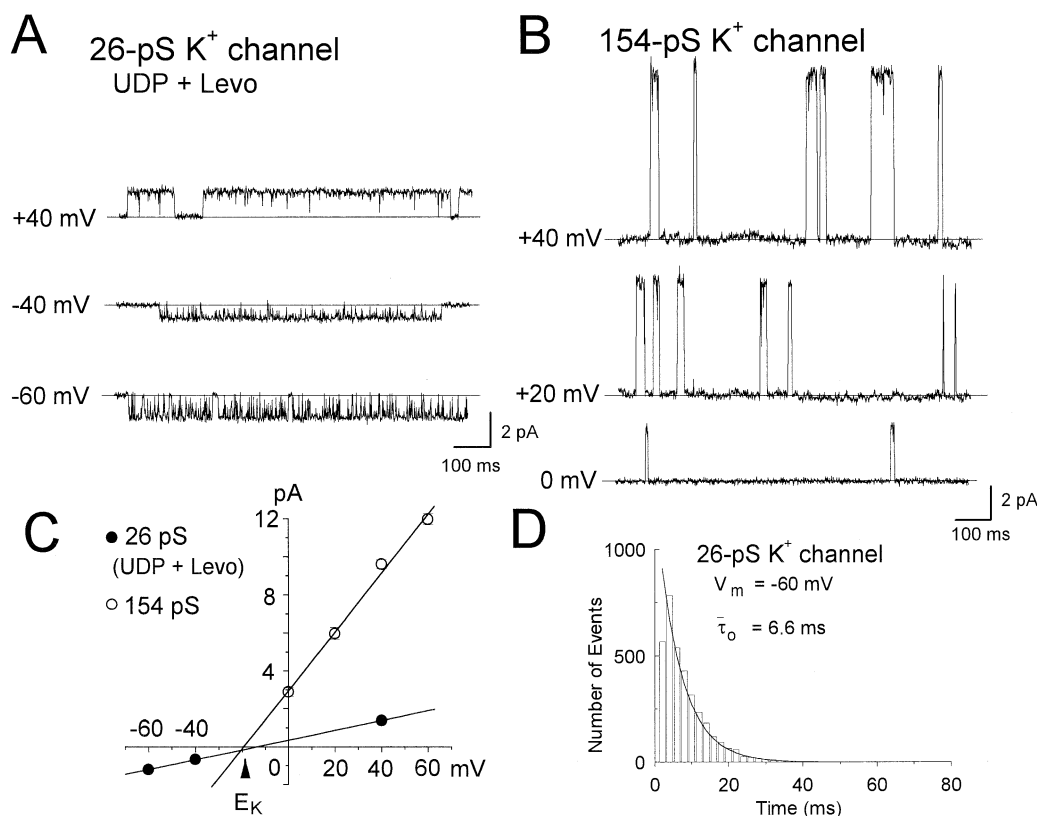 A
26-pS K⁺ channel
UDP + Levo
+40 mV
-40 mV
-60 mV
2 pA
100 ms
B
154-pS K⁺ channel
+40 mV
+20 mV
0 mV
2 pA
100 ms
C
pA
12
8
4
● 26 pS
(UDP + Levo)
○ 154 pS
-60 -40
0 20 40 60 mV
E_K
D
26-pS K⁺ channel
V_m = -60 mV
τ̄_o = 6.6 ms
Number of Events
1000
500
0
0 20 40 60 80
Time (ms)